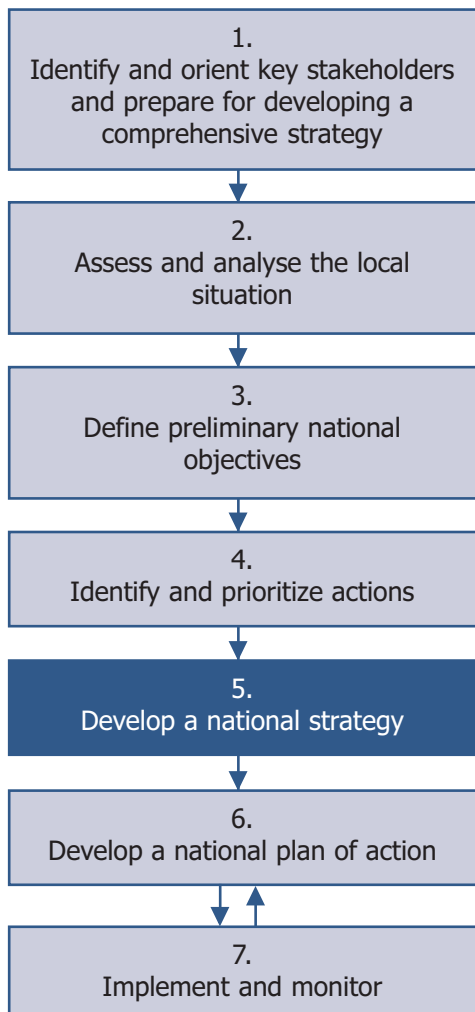 1.
Identify and orient key stakeholders
and prepare for developing a
comprehensive strategy
2.
Assess and analyse the local
situation
3.
Define preliminary national
objectives
4.
Identify and prioritize actions
5.
Develop a national strategy
6.
Develop a national plan of action
7.
Implement and monitor